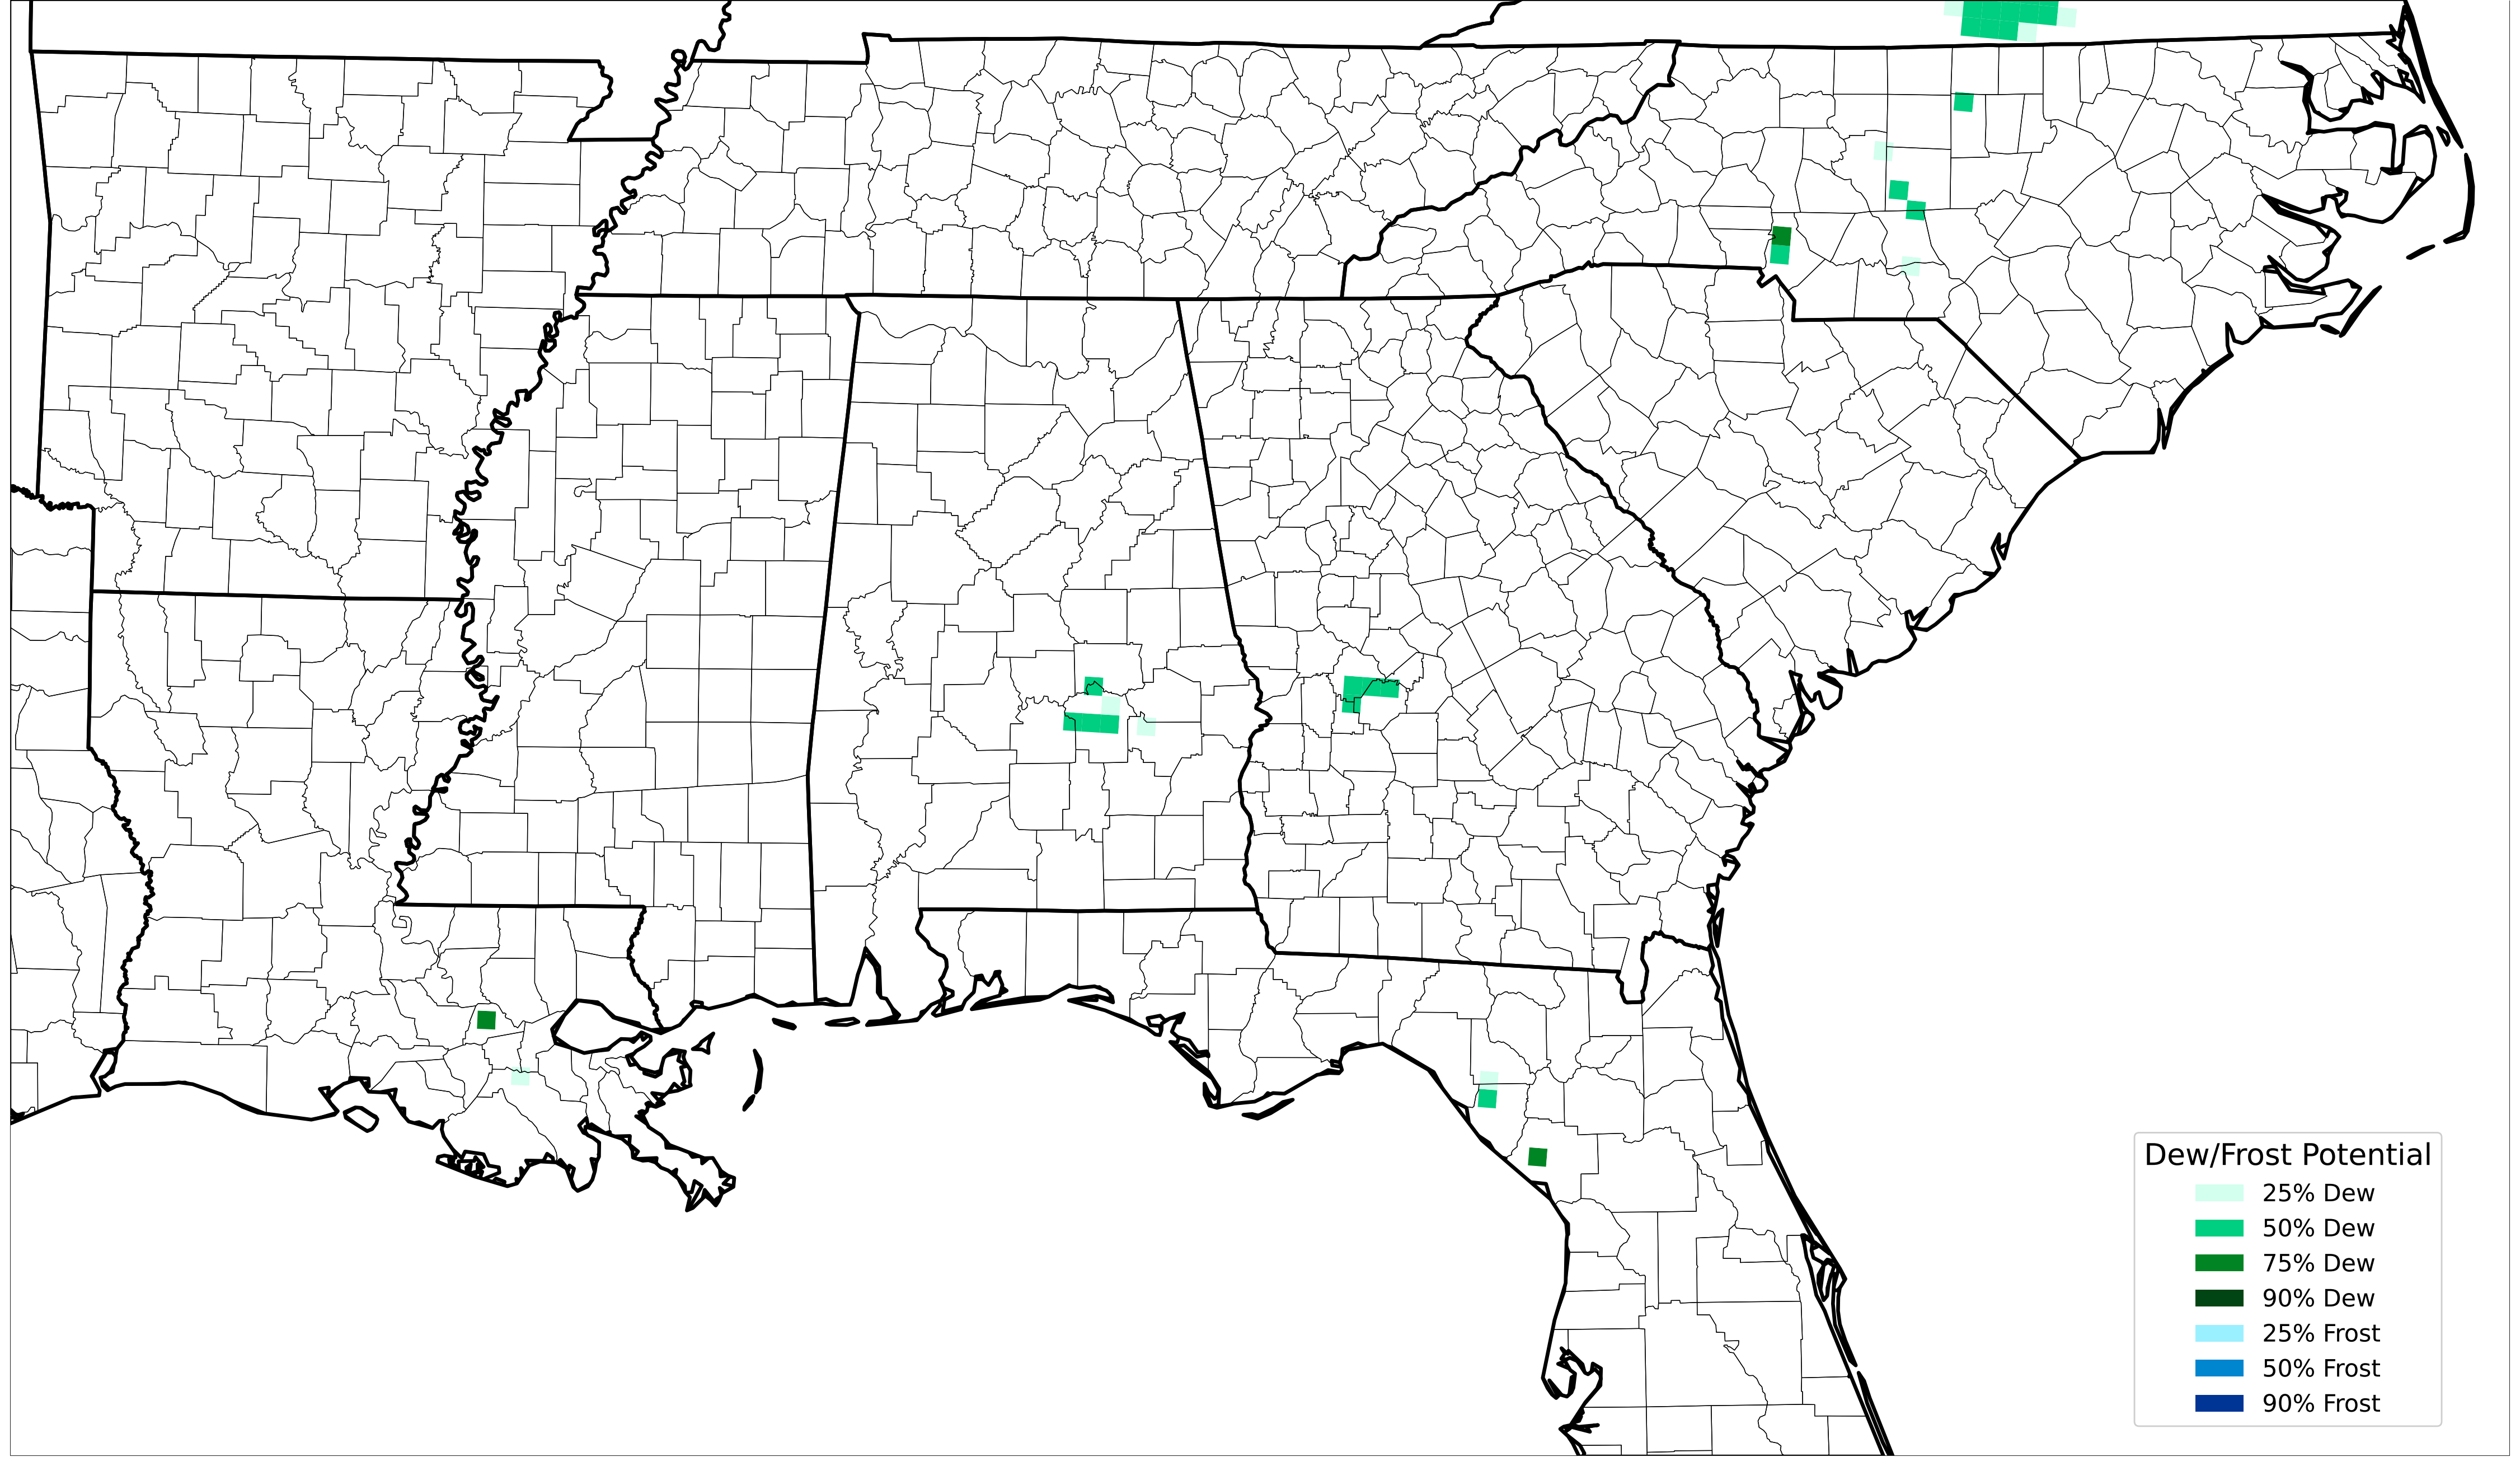 Dew/Frost Potential
25% Dew
50% Dew
75% Dew
90% Dew
25% Frost
50% Frost
90% Frost